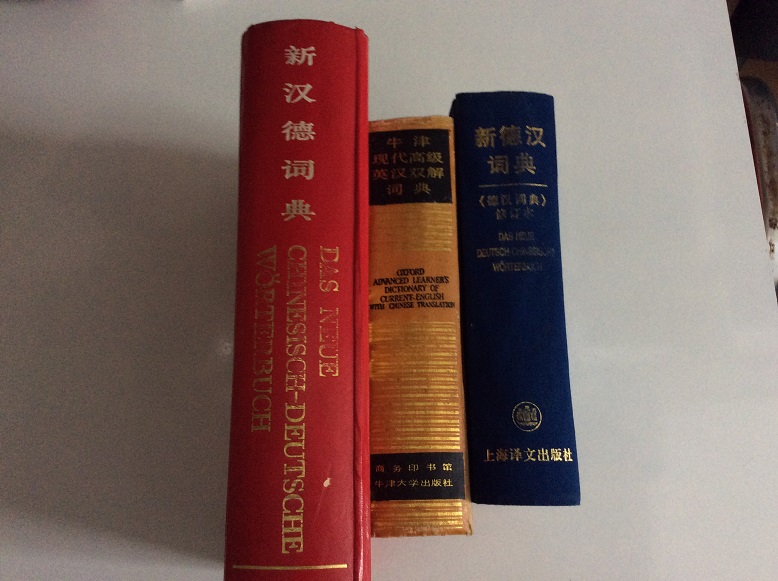 新汉德词典
DAS NEUE
CHINESISCH-DEUTSCHE
WÖRTERBUCH
牛津
现代高级
英汉双解
词典
OXFORD
ADVANCED LEARNER'S
DICTIONARY OF
CURRENT-ENGLISH
WITH CHINESE TRANSLATION
商务印书馆
牛津大学出版社
新德汉
词典
《德汉词典》
修订本
DAS NEUE
DEUTSCH-CHINESISCHE
WÖRTERBUCH
上海译文出版社